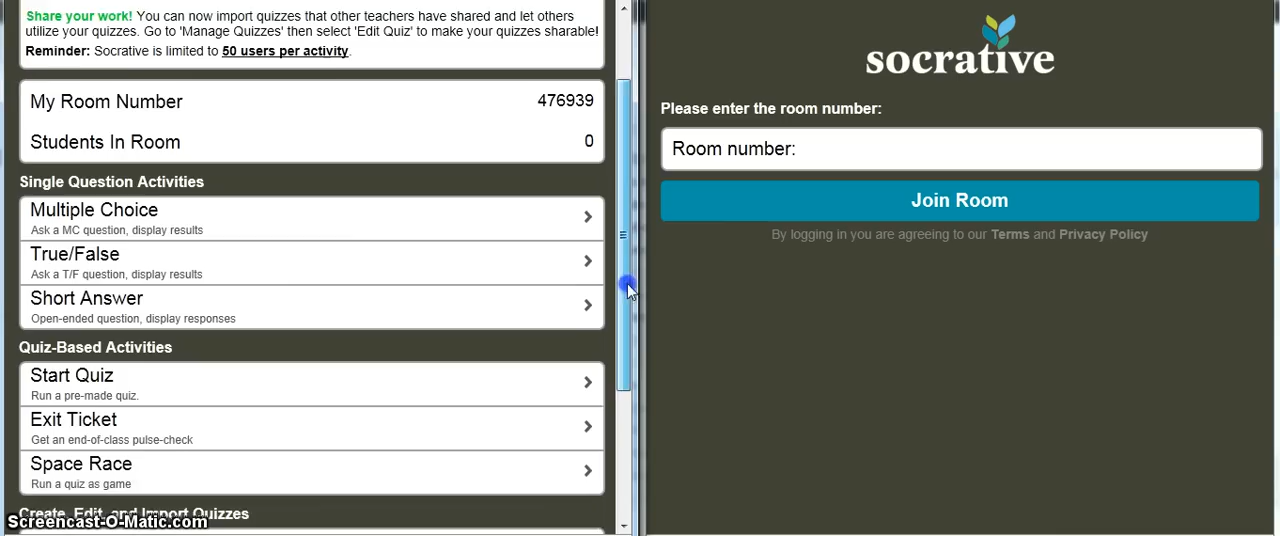 Share your work! You can now import quizzes that other teachers have shared and let others
utilize your quizzes. Go to 'Manage Quizzes' then select 'Edit Quiz' to make your quizzes sharable!
Reminder: Socrative is limited to 50 users per activity.
My Room Number 476939
Students In Room 0
Single Question Activities
Multiple Choice
Ask a MC question, display results
True/False
Ask a T/F question, display results
Short Answer
Open-ended question, display responses
Quiz-Based Activities
Start Quiz
Run a pre-made quiz.
Exit Ticket
Get an end-of-class pulse-check
Space Race
Run a quiz as game
Create, Edit, and Import Quizzes
Screencast-O-Matic.com
socrative
Please enter the room number:
Room number:
Join Room
By logging in you are agreeing to our Terms and Privacy Policy